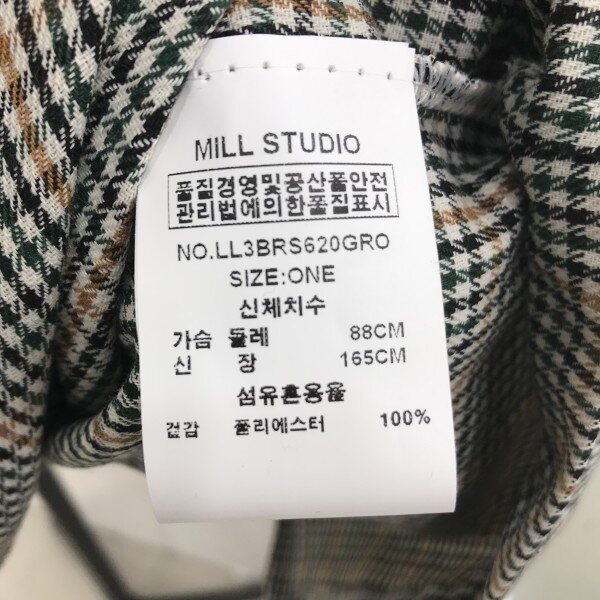 MILL STUDIO
품질경영및공산품안전
관리법에의한품질표시
NO.LL3BRS620GRO
SIZE:ONE
신체치수
가슴 둘레 88CM
신 장 165CM
섬유혼용율
겉감 폴리에스터 100%